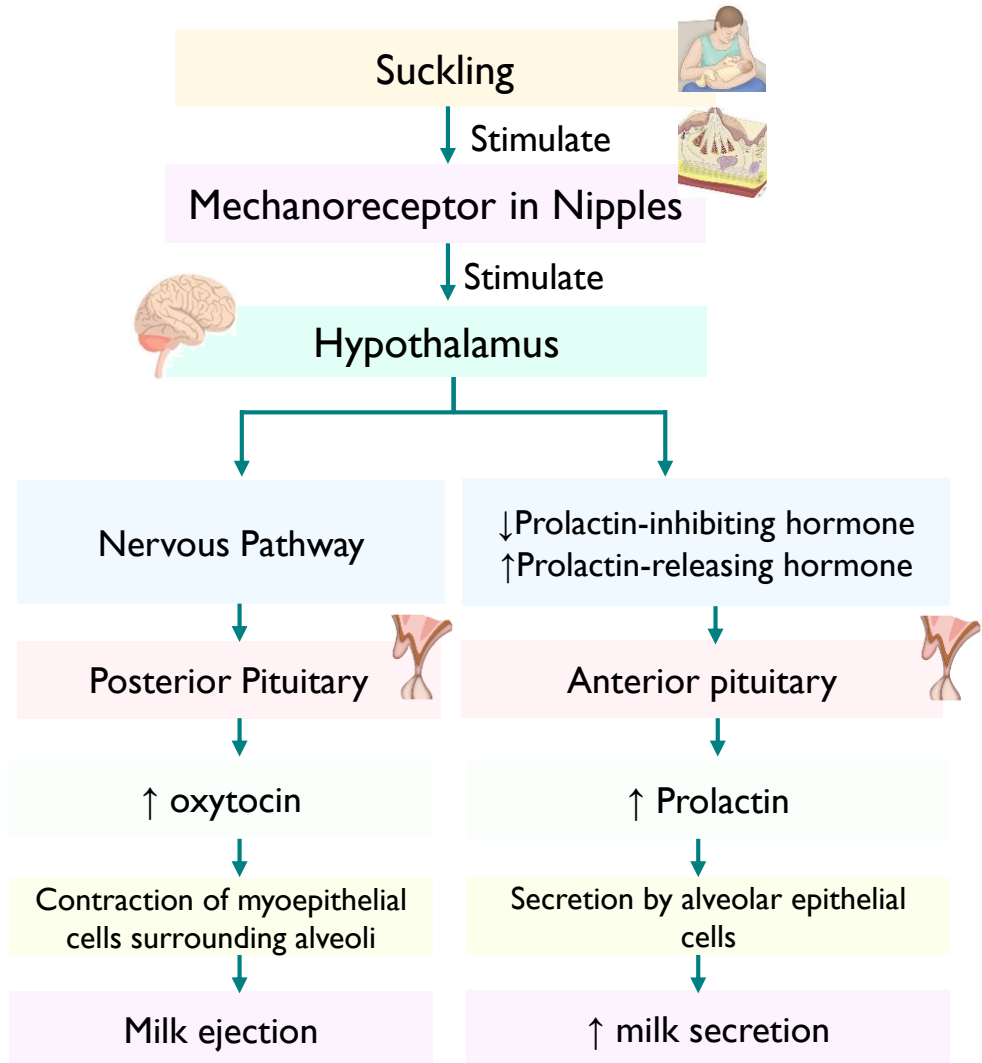 Suckling
Stimulate
Mechanoreceptor in Nipples
Stimulate
Hypothalamus
Nervous Pathway
↓Prolactin-inhibiting hormone
↑Prolactin-releasing hormone
Posterior Pituitary
Anterior pituitary
↑ oxytocin
↑ Prolactin
Contraction of myoepithelial
cells surrounding alveoli
Secretion by alveolar epithelial
cells
Milk ejection
↑ milk secretion